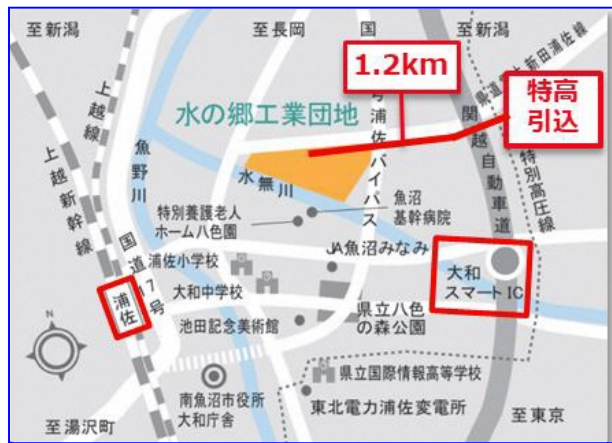 至新潟
至長岡
国
至新潟
1.2km
特高
引込
県道
新田浦佐線
上越線
上越新幹線
魚野川
水の郷工業団地
号浦佐バイパス
関越自動車道
特別高圧線
水無川
特別養護老人
ホーム八色園
魚沼
基幹病院
国道17号
浦佐小学校
JA魚沼みなみ
大和
スマートIC
浦佐
大和中学校
池田記念美術館
県立八色
の森公園
N
南魚沼市役所
大和庁舎
県立国際情報高等学校
東北電力浦佐変電所
至湯沢町
至東京